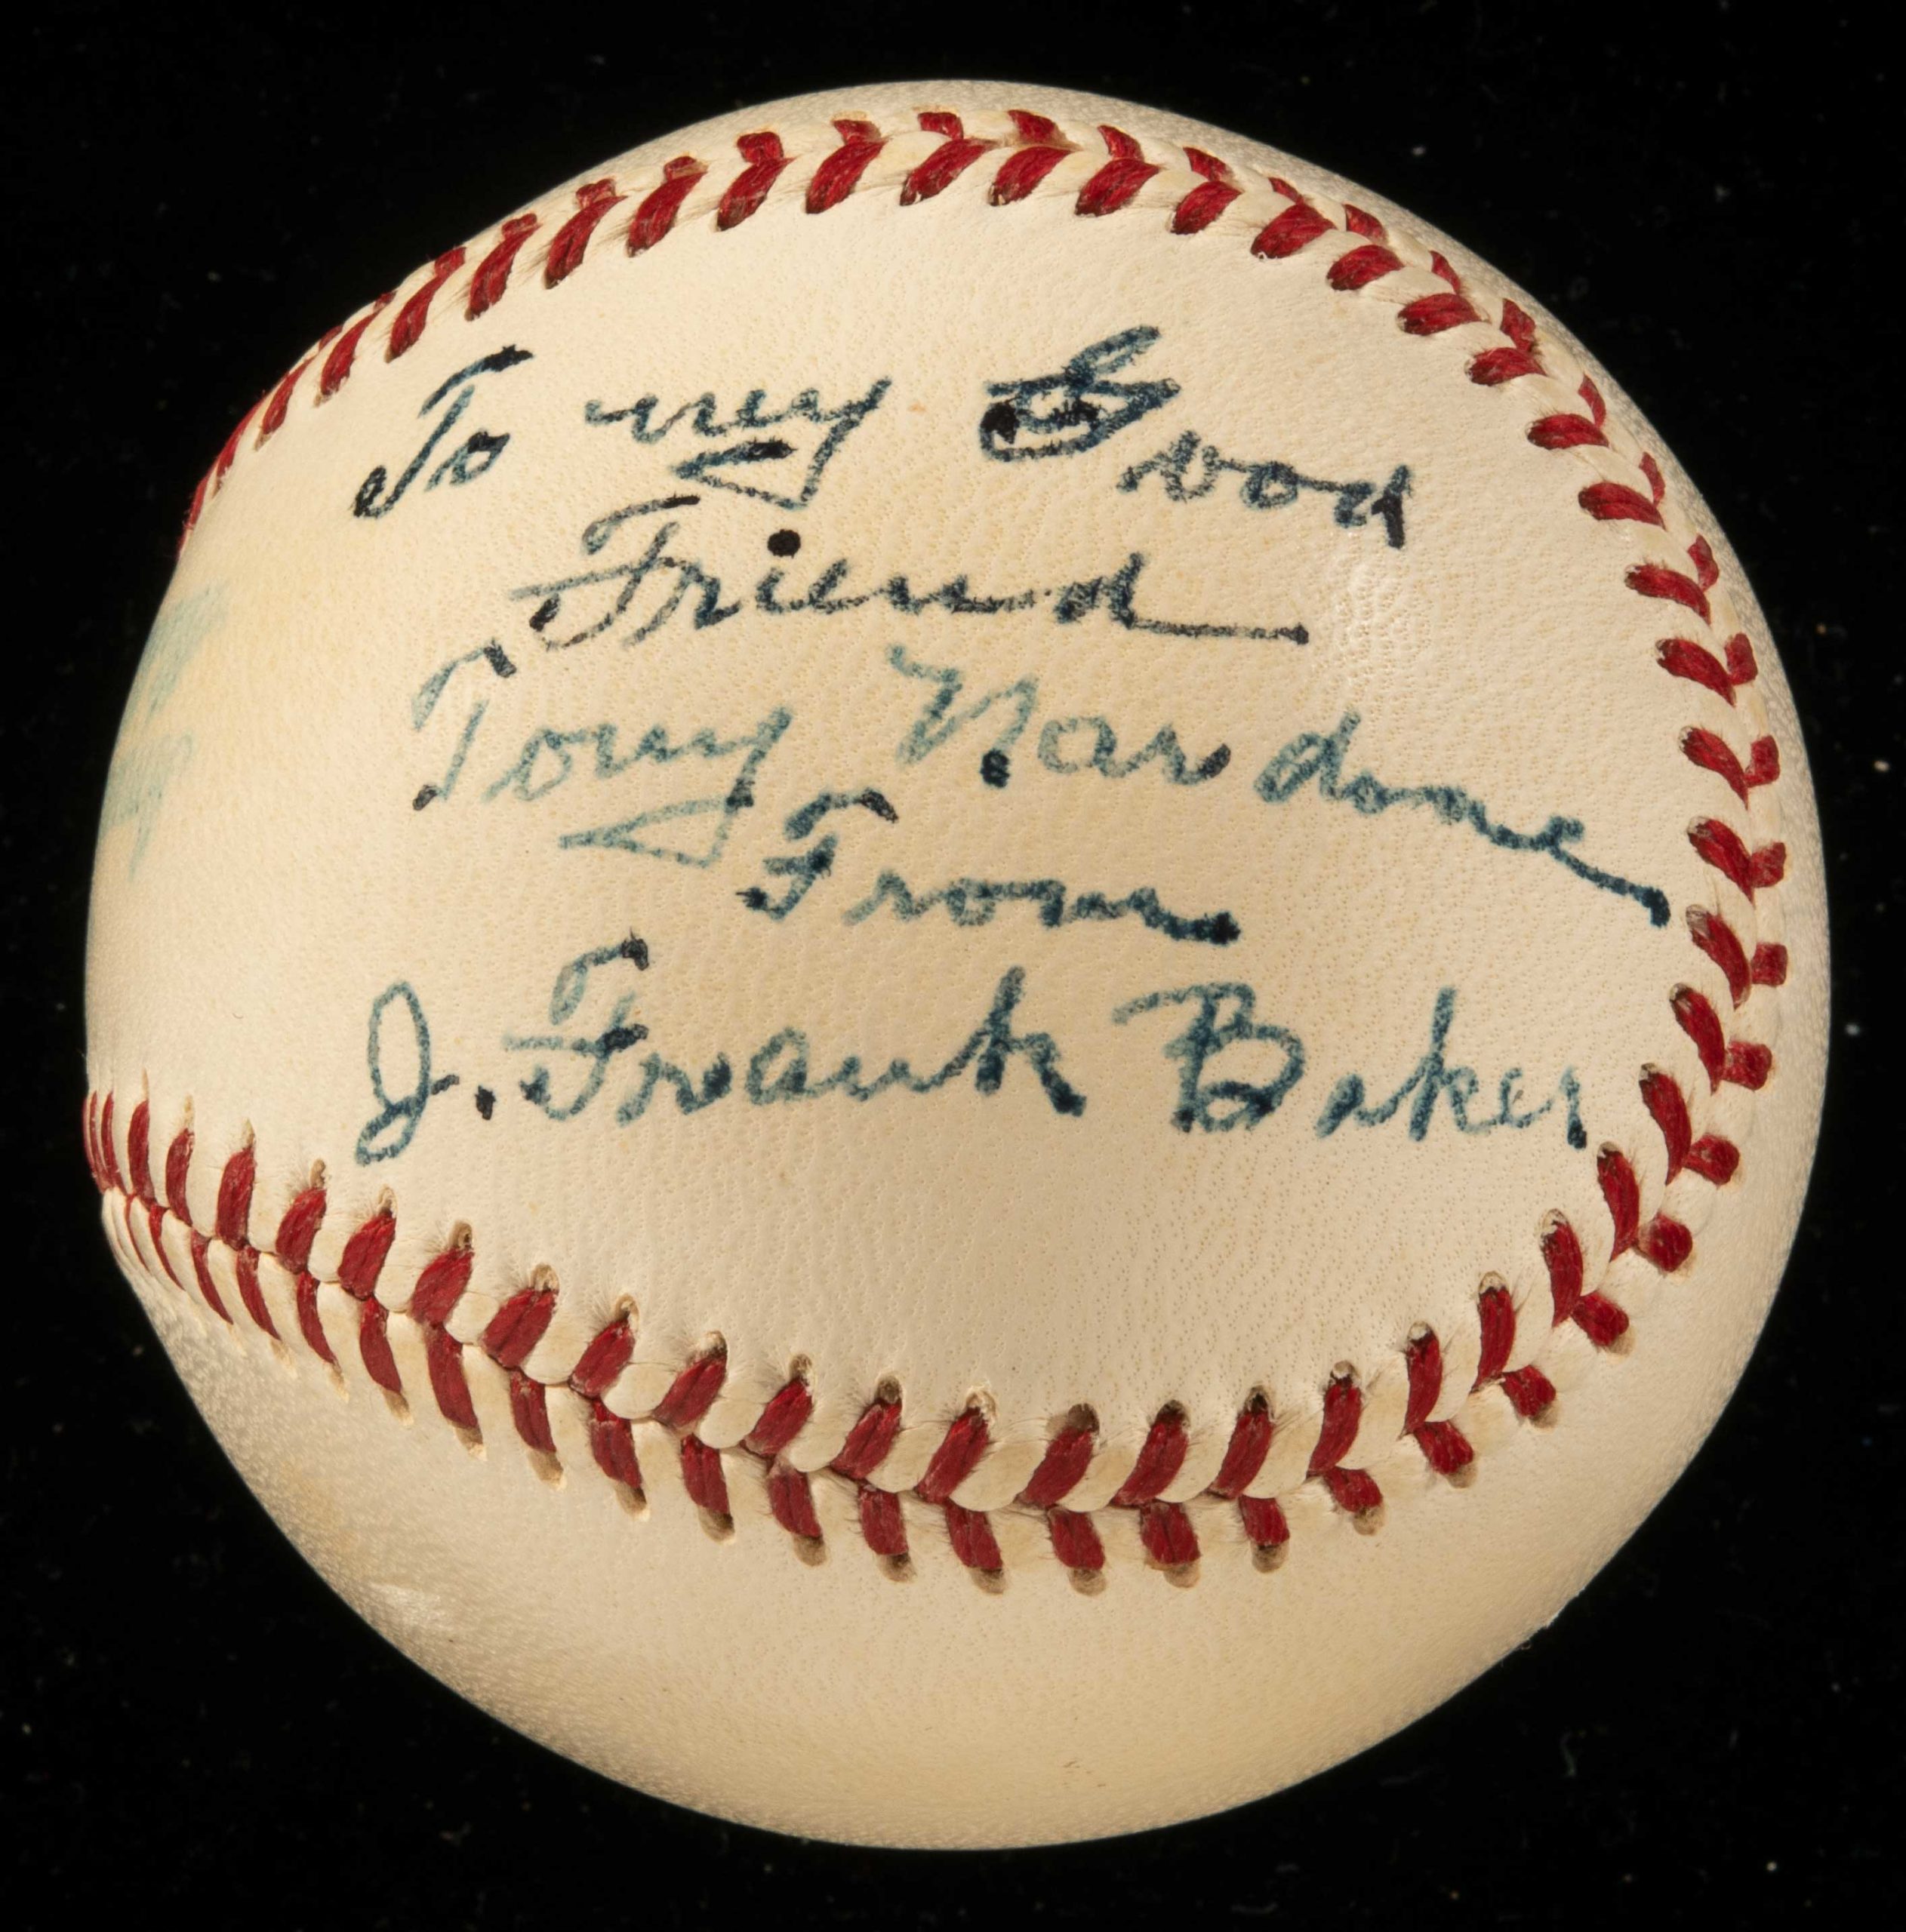 To my Good
Friend
Tony Nardone
From
J. Frank Baker